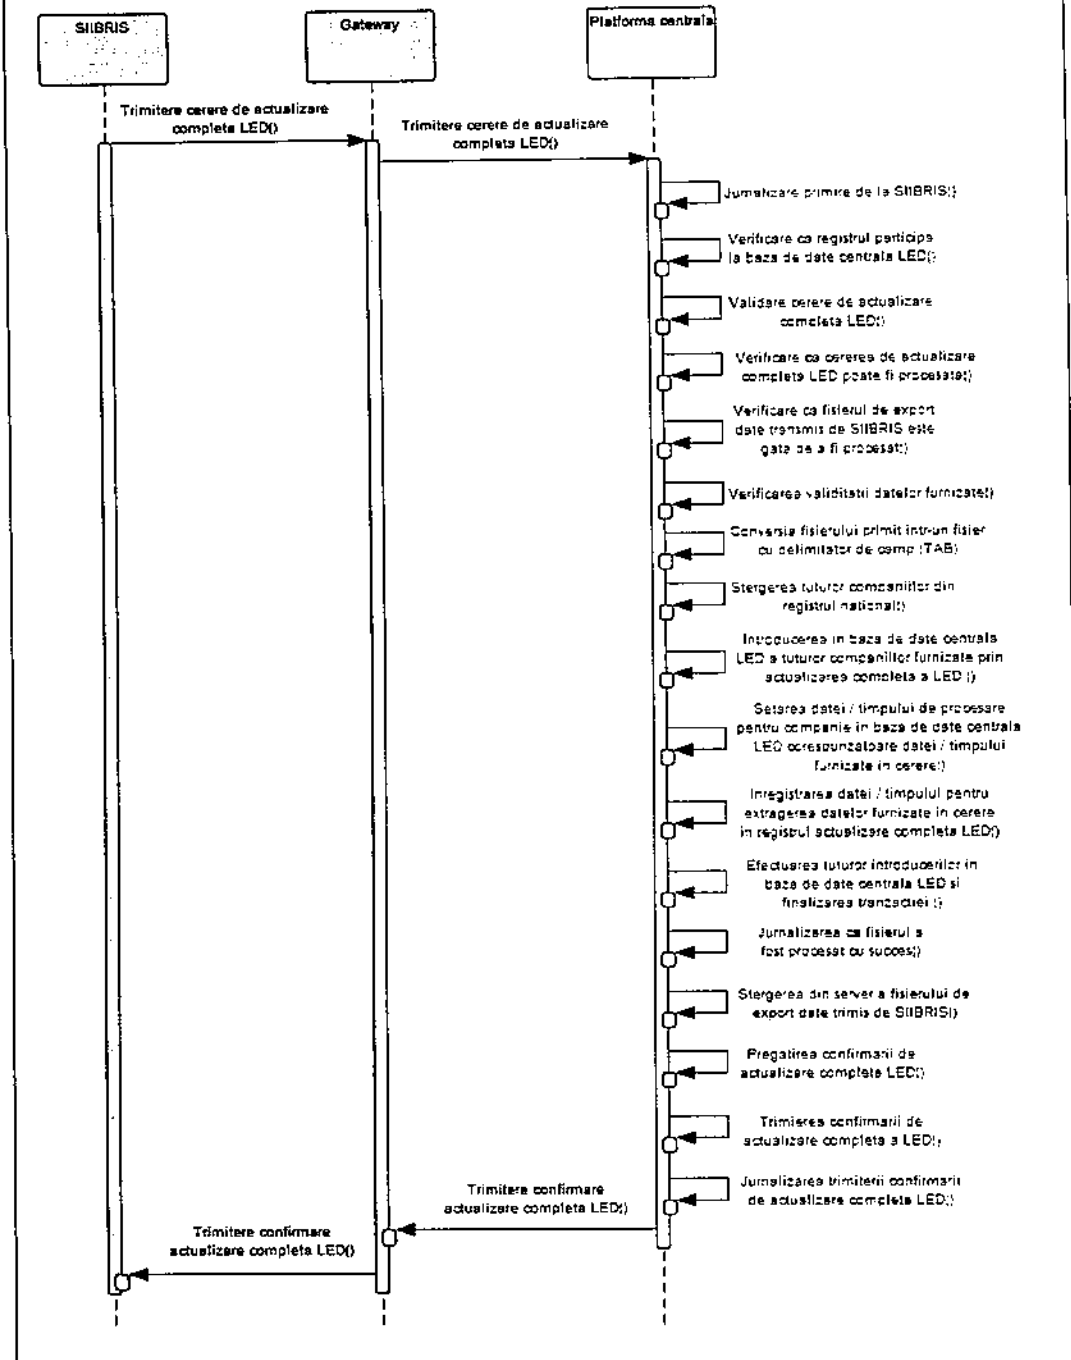 SIIBRIS
Gateway
Platforma centrala
Trimitere cerere de actualizare
completa LED()
Trimitere cerere de actualizare
completa LED()
Jurnalizare primire de la SIIBRIS()
Verificare ca registrul participa
la baza de date centrala LED()
Validare cerere de actualizare
completa LED()
Verificare ca cererea de actualizare
completa LED poate fi procesata()
Verificare ca fisierul de export
date transmis de SIIBRIS este
gata de a fi procesat()
Verificarea validitatii datelor furnizate()
Conversia fisierului primit intr-un fisier
cu delimitator de camp (TAB)
Stergerea tuturor companiilor din
registrul national()
Introducerea in baza de date centrala
LED a tuturor companiilor furnizate prin
actualizarea completa a LED ()
Setarea datei / timpului de procesare
pentru companie in baza de date centrala
LED corespunzatoare datei / timpului
furnizate in cerere()
Inregistrarea datei / timpului pentru
extragerea datelor furnizate in cerere
in registrul actualizare completa LED()
Efectuarea tuturor introducerilor in
baza de date centrala LED si
finalizarea tranzactiei ()
Jurnalizarea ca fisierul a
fost procesat cu succes()
Stergerea din server a fisierului de
export date trimis de SIIBRIS()
Pregatirea confirmarii de
actualizare completa LED()
Trimierea confirmarii de
actualizare completa a LED()
Jurnalizarea trimiterii confirmarii
de actualizare completa LED()
Trimitere confirmare
actualizare completa LED()
Trimitere confirmare
actualizare completa LED()